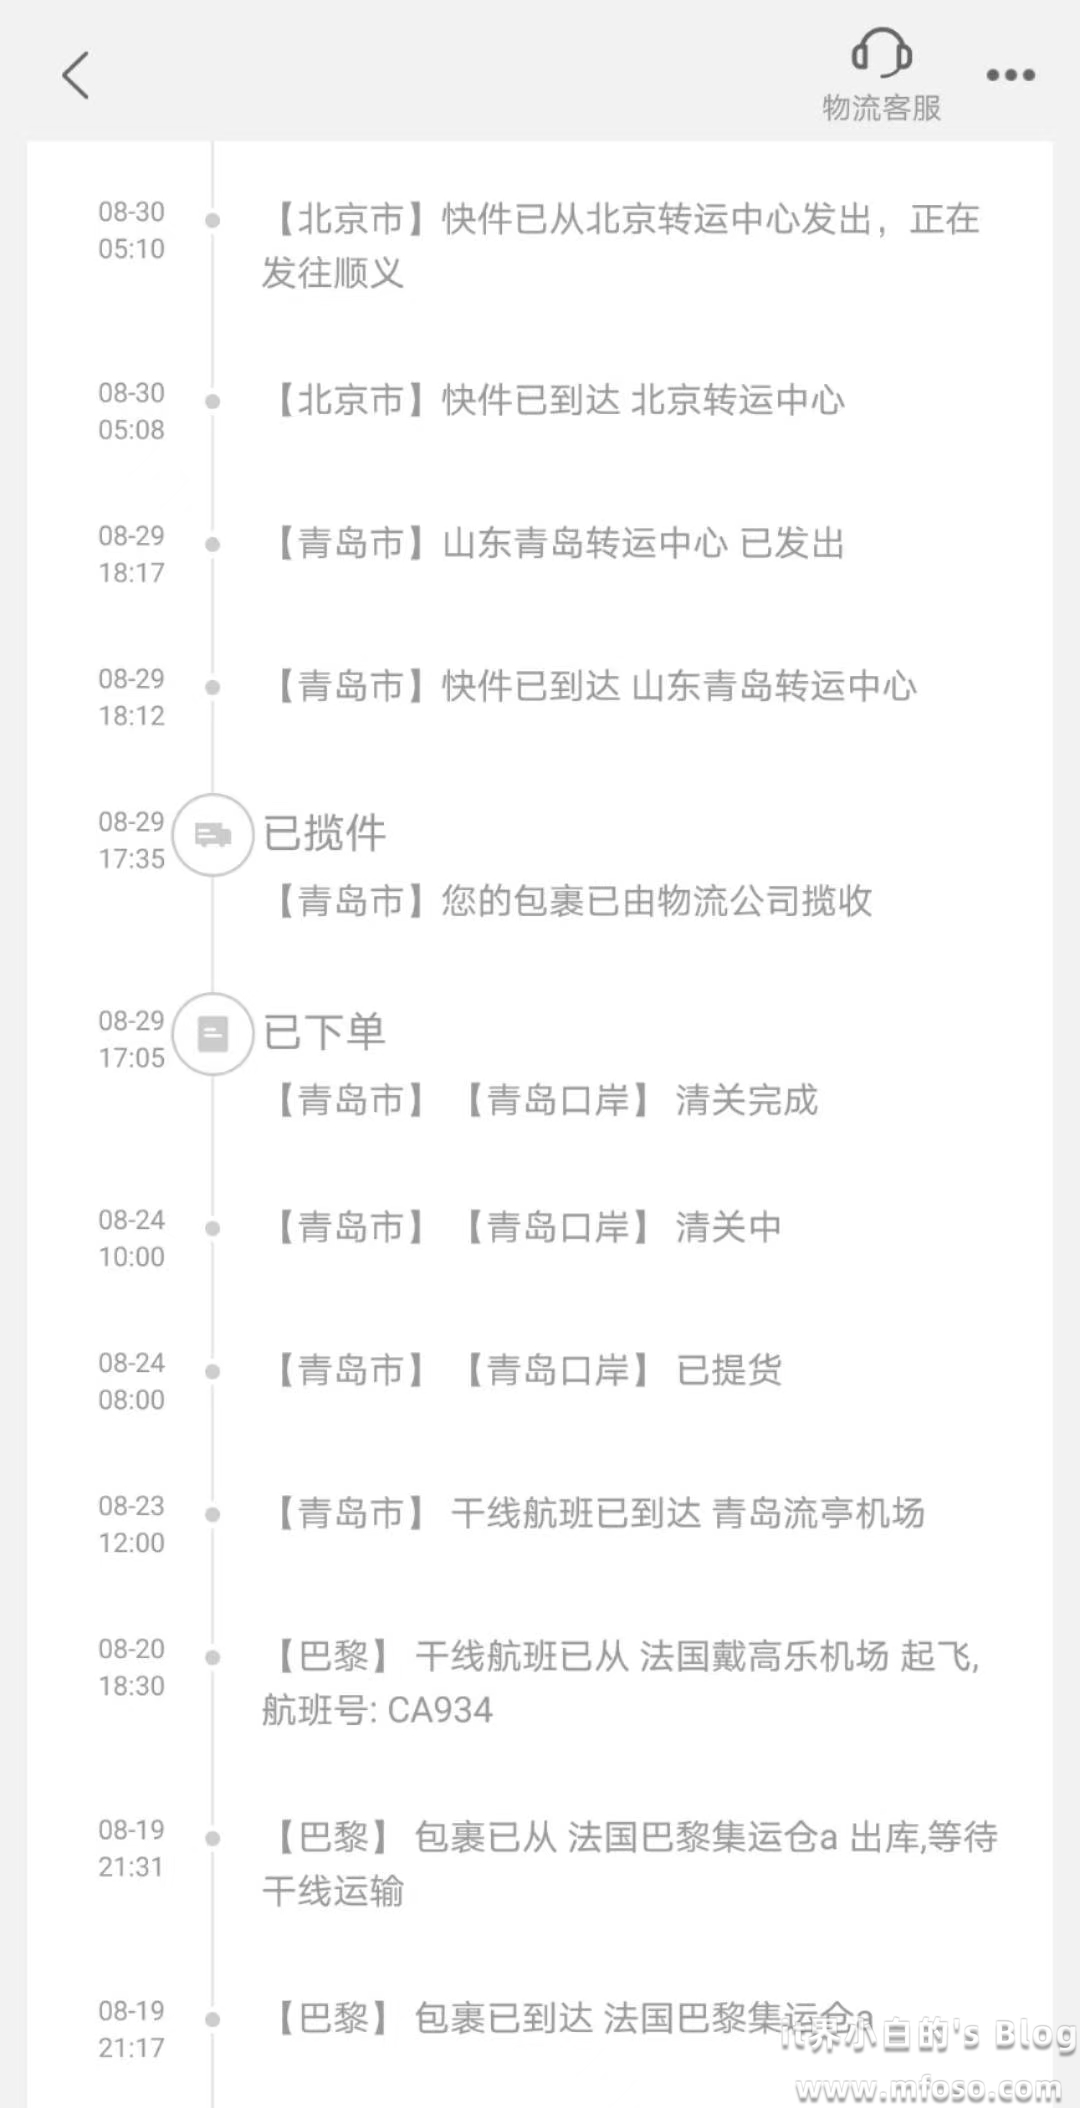 物流客服
08-30
05:10
【北京市】快件已从北京转运中心发出，正在
发往顺义
08-30
05:08
【北京市】快件已到达 北京转运中心
08-29
18:17
【青岛市】山东青岛转运中心 已发出
08-29
18:12
【青岛市】快件已到达 山东青岛转运中心
08-29
17:35
已揽件
【青岛市】您的包裹已由物流公司揽收
08-29
17:05
已下单
【青岛市】 【青岛口岸】 清关完成
08-24
10:00
【青岛市】 【青岛口岸】 清关中
08-24
08:00
【青岛市】 【青岛口岸】 已提货
08-23
12:00
【青岛市】 干线航班已到达 青岛流亭机场
08-20
18:30
【巴黎】 干线航班已从 法国戴高乐机场 起飞,
航班号: CA934
08-19
21:31
【巴黎】 包裹已从 法国巴黎集运仓a 出库,等待
干线运输
08-19
21:17
【巴黎】 包裹已到达 法国巴黎集运仓a
it界小白的's Blog
www.mfoso.com